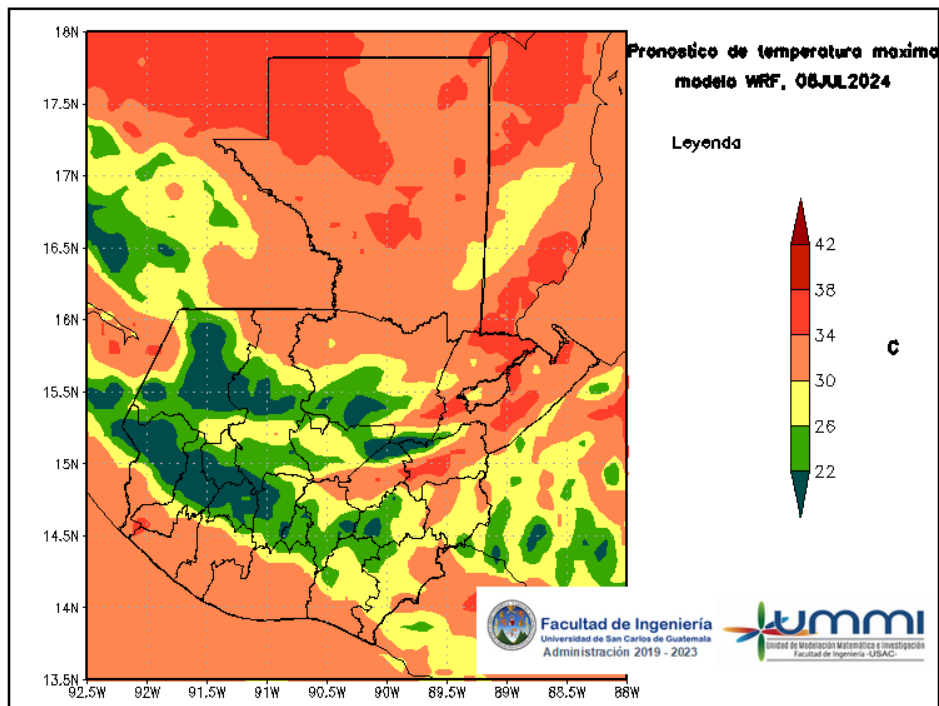 Pronostico de temperatura maxima
modelo WRF,
Leyenda
18N
17.5N
17N
16.5N
16N
15.5N
15N
14.5N
14N
13.5N
92.5W 92W 91.5W 91W 90.5W 90W 89.5W 89W 88.5W 88W
42
38
34
30
26
22
C
Facultad de Ingeniería
Universidad de San Carlos de Guatemala
Administración 2019 - 2023
ummi
Unidad de Modelación Matemática e Investigación
Facultad de Ingeniería -USAC-